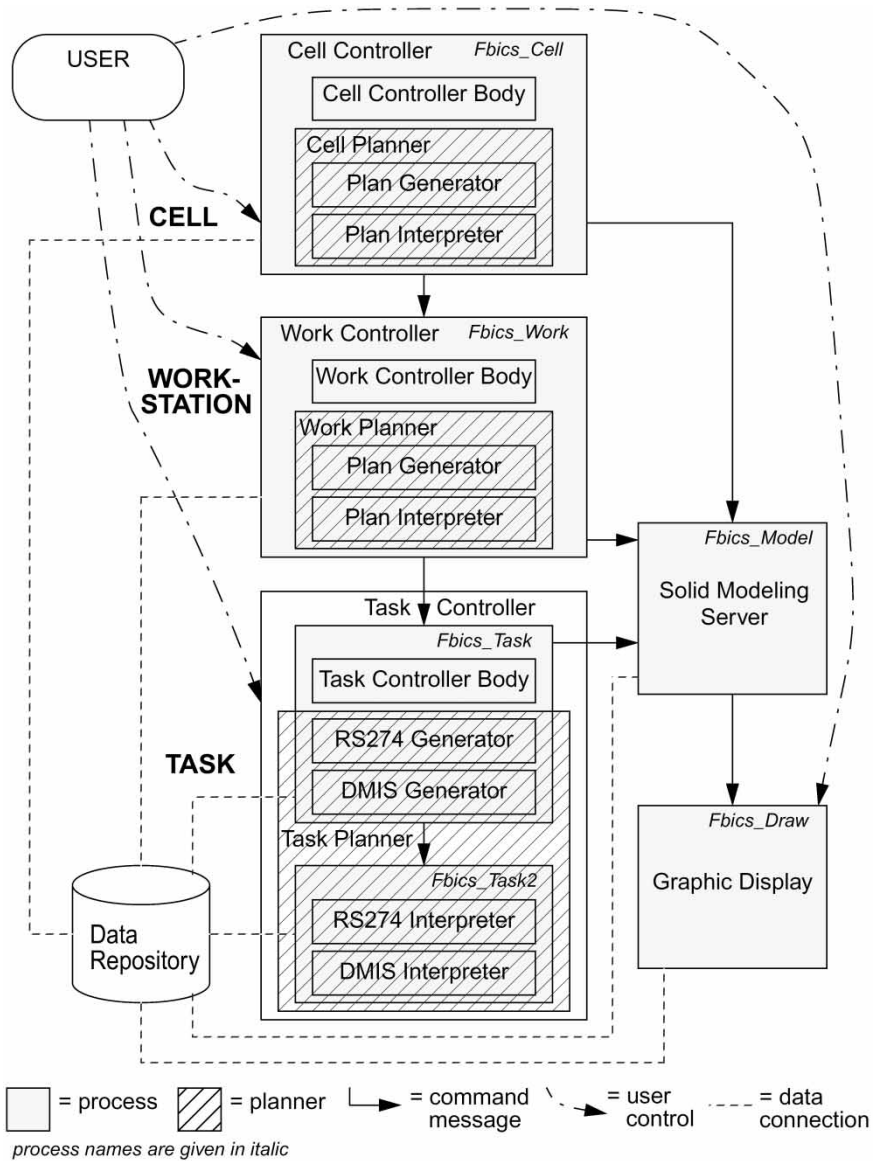 USER
Cell Controller
Fbics_Cell
Cell Controller Body
Cell Planner
Plan Generator
Plan Interpreter
CELL
Work Controller
Fbics_Work
Work Controller Body
Work Planner
Plan Generator
Plan Interpreter
WORK-
STATION
Fbics_Model
Solid Modeling
Server
Task Controller
Fbics_Task
Task Controller Body
RS274 Generator
DMIS Generator
TASK
Task Planner
Fbics_Task2
RS274 Interpreter
DMIS Interpreter
Fbics_Draw
Graphic Display
Data
Repository
= process
= planner
= command
message
= user
control
= data
connection
process names are given in italic